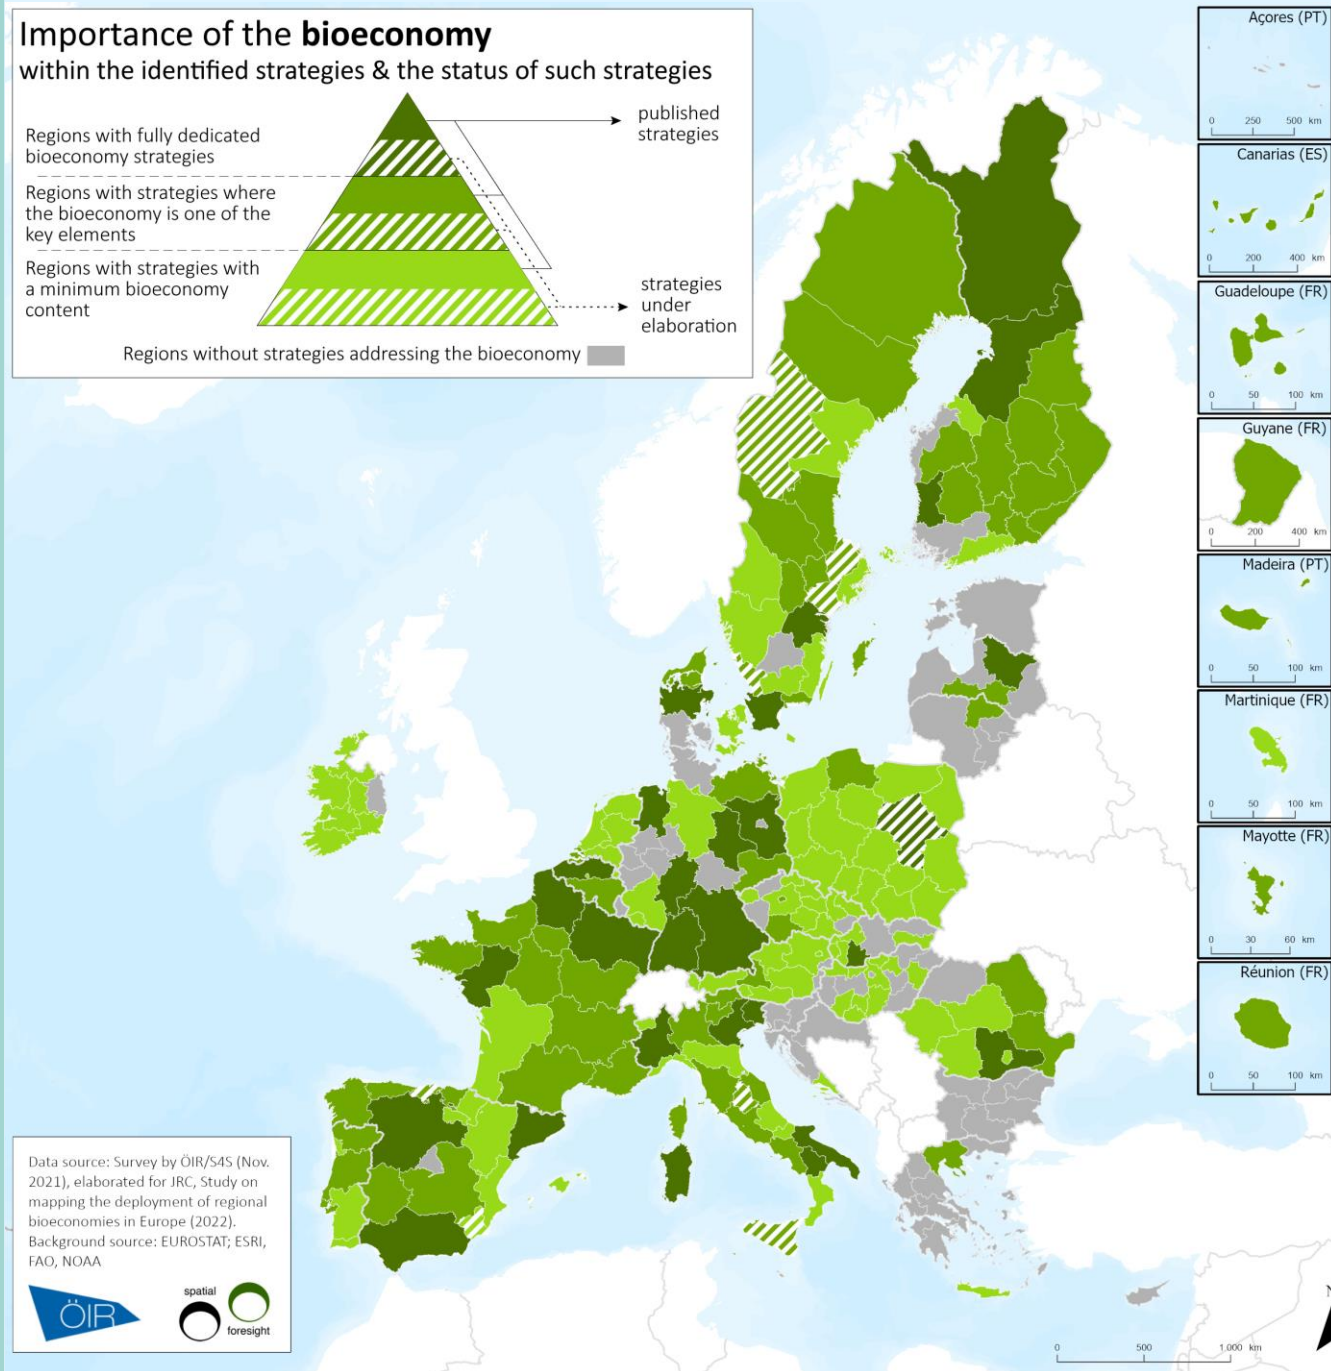 Importance of the bioeconomy
within the identified strategies & the status of such strategies
Regions with fully dedicated
bioeconomy strategies
Regions with strategies where
the bioeconomy is one of the
key elements
Regions with strategies with
a minimum bioeconomy
content
published
strategies
strategies
under
elaboration
Regions without strategies addressing the bioeconomy
Açores (PT)
0 250 500 km
Canarias (ES)
0 200 400 km
Guadeloupe (FR)
0 50 100 km
Guyane (FR)
0 200 400 km
Madeira (PT)
0 50 100 km
Martinique (FR)
0 50 100 km
Mayotte (FR)
0 30 60 km
Réunion (FR)
0 50 100 km
Data source: Survey by ÖIR/S4S (Nov.
2021), elaborated for JRC, Study on
mapping the deployment of regional
bioeconomies in Europe (2022).
Background source: EUROSTAT; ESRI,
FAO, NOAA
ÖIR
spatial
foresight
0 500 1.000 km